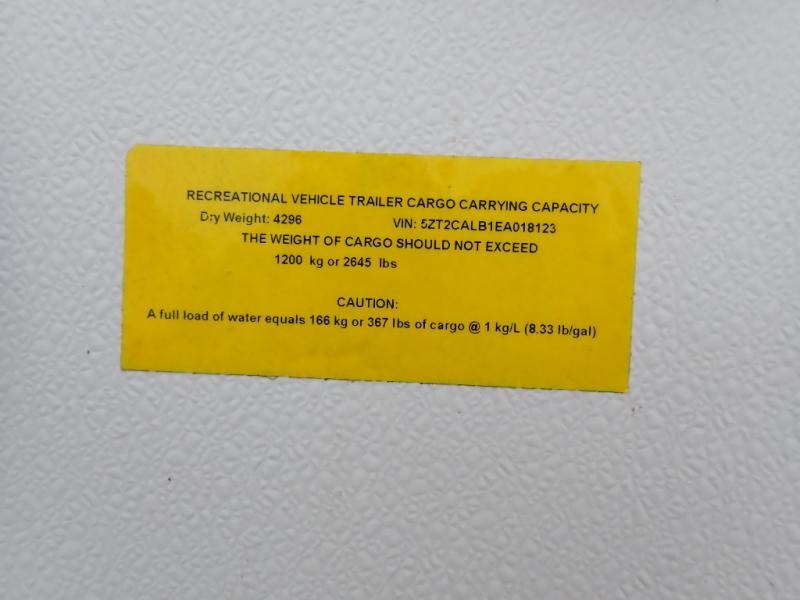 RECREATIONAL VEHICLE TRAILER CARGO CARRYING CAPACITY
Dry Weight: 4296 VIN: 5ZT2CALB1EA018123
THE WEIGHT OF CARGO SHOULD NOT EXCEED
1200 kg or 2645 lbs
CAUTION:
A full load of water equals 166 kg or 367 lbs of cargo @ 1 kg/L (8.33 lb/gal)